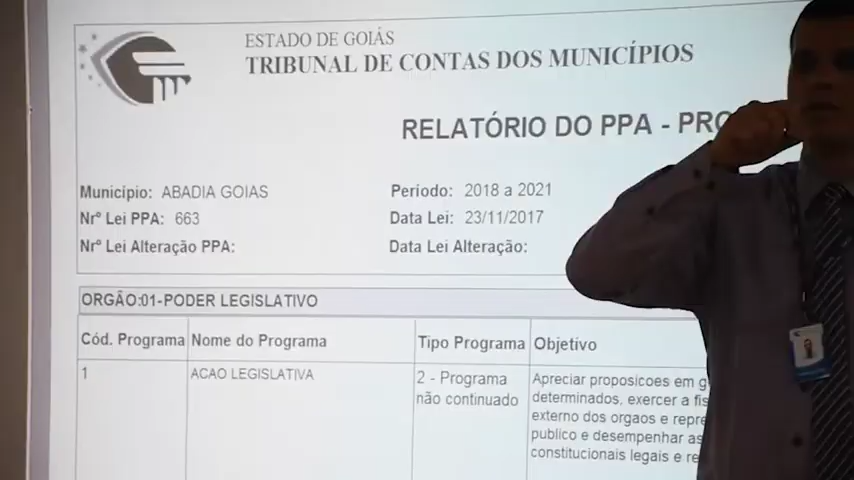 ESTADO DE GOIÁS
TRIBUNAL DE CONTAS DOS MUNICÍPIOS
RELATÓRIO DO PPA - PRO
Município: ABADIA GOIAS
Período: 2018 a 2021
Nrº Lei PPA: 663
Data Lei: 23/11/2017
Nrº Lei Alteração PPA:
Data Lei Alteração:
ORGÃO:01-PODER LEGISLATIVO
Cód. Programa Nome do Programa Tipo Programa Objetivo
1 ACAO LEGISLATIVA 2 - Programa não continuado
Apreciar proposicoes em g
determinados, exercer a fis
externo dos orgaos e repre
publico e desempenhar as
constitucionais legais e re